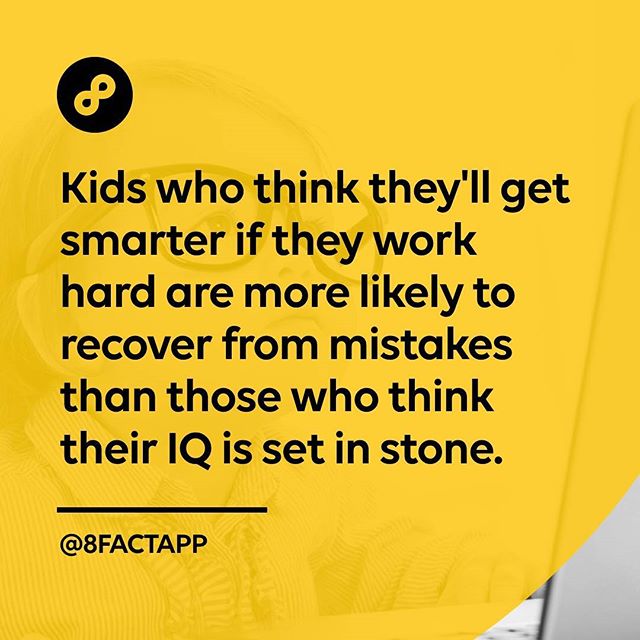 Kids who think they'll get
smarter if they work
hard are more likely to
recover from mistakes
than those who think
their IQ is set in stone.
@8FACTAPP